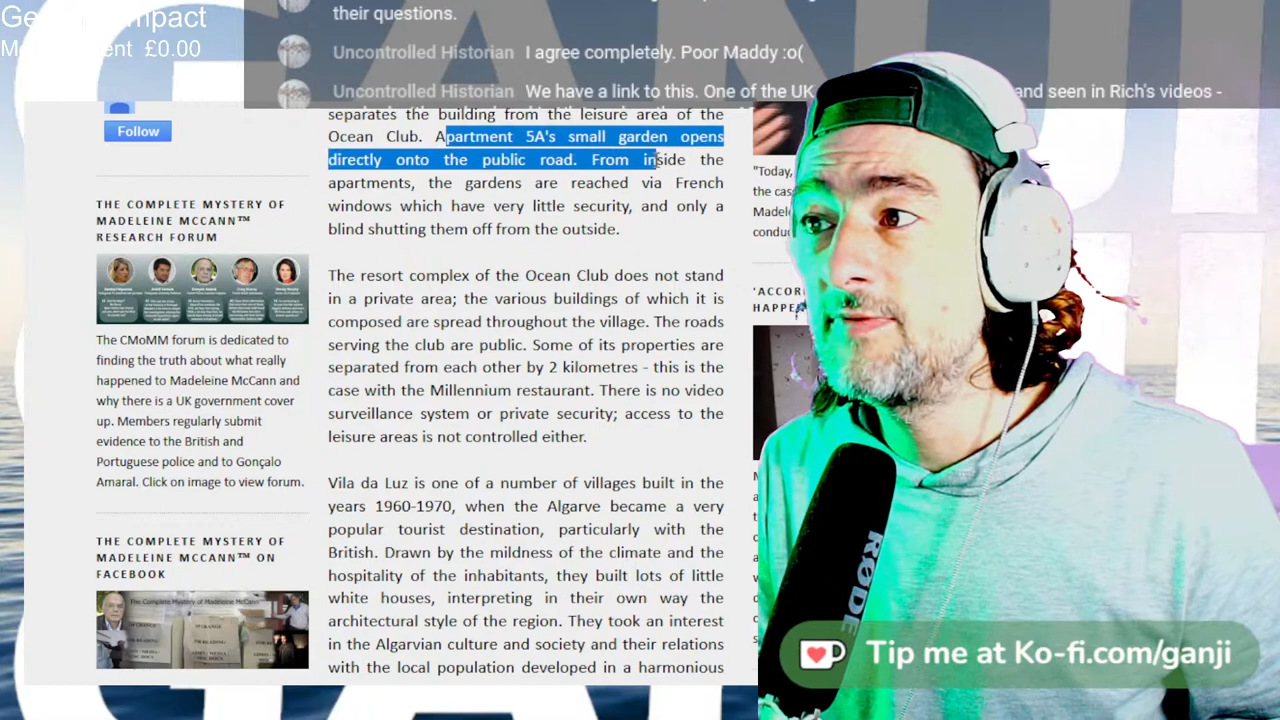 their questions.
Uncontrolled Historian I agree completely. Poor Maddy :o(
Uncontrolled Historian We have a link to this. One of the UK and seen in Rich's videos -
£0.00
Follow
THE COMPLETE MYSTERY OF
MADELEINE MCCANN™
RESEARCH FORUM
The CMoMM forum is dedicated to
finding the truth about what really
happened to Madeleine McCann and
why there is a UK government cover
up. Members regularly submit
evidence to the British and
Portuguese police and to Gonçalo
Amaral. Click on image to view forum.
THE COMPLETE MYSTERY OF
MADELEINE MCCANN™ ON
FACEBOOK
The Complete Mystery of Madeleine McCann
separates the building from the leisure area of the
Ocean Club. Apartment 5A's small garden opens
directly onto the public road. From inside the
apartments, the gardens are reached via French
windows which have very little security, and only a
blind shutting them off from the outside.
The resort complex of the Ocean Club does not stand
in a private area; the various buildings of which it is
composed are spread throughout the village. The roads
serving the club are public. Some of its properties are
separated from each other by 2 kilometres - this is the
case with the Millennium restaurant. There is no video
surveillance system or private security; access to the
leisure areas is not controlled either.
Vila da Luz is one of a number of villages built in the
years 1960-1970, when the Algarve became a very
popular tourist destination, particularly with the
British. Drawn by the mildness of the climate and the
hospitality of the inhabitants, they built lots of little
white houses, interpreting in their own way the
architectural style of the region. They took an interest
in the Algarvian culture and society and their relations
with the local population developed in a harmonious
"Today,
the cas
Madel
condu
'ACCOR
HAPPE
RØDE
Tip me at Ko-fi.com/ganji